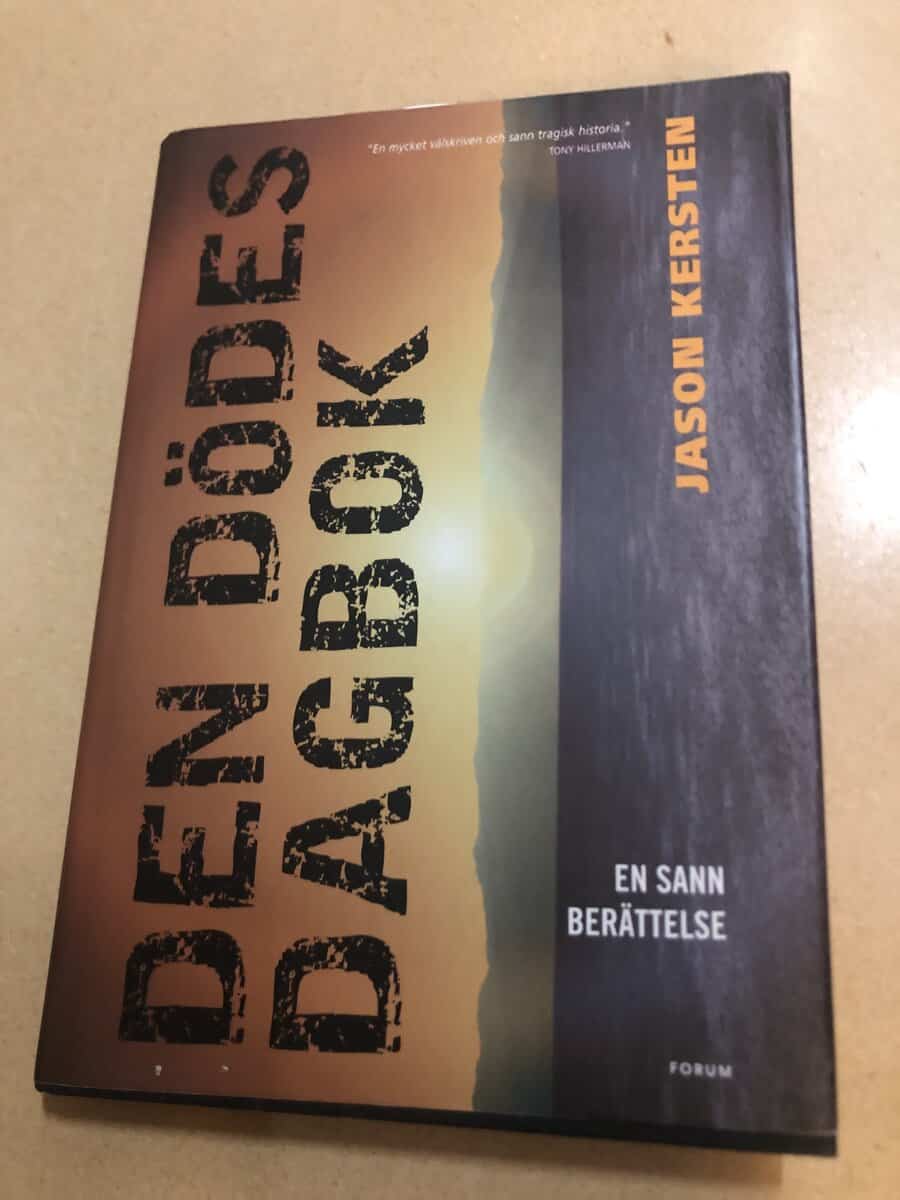 "En mycket välskriven och sann tragisk historia."
TONY HILLERMAN
JASON KERSTEN
DEN DÖDES
DAGBOK
EN SANN
BERÄTTELSE
FORUM